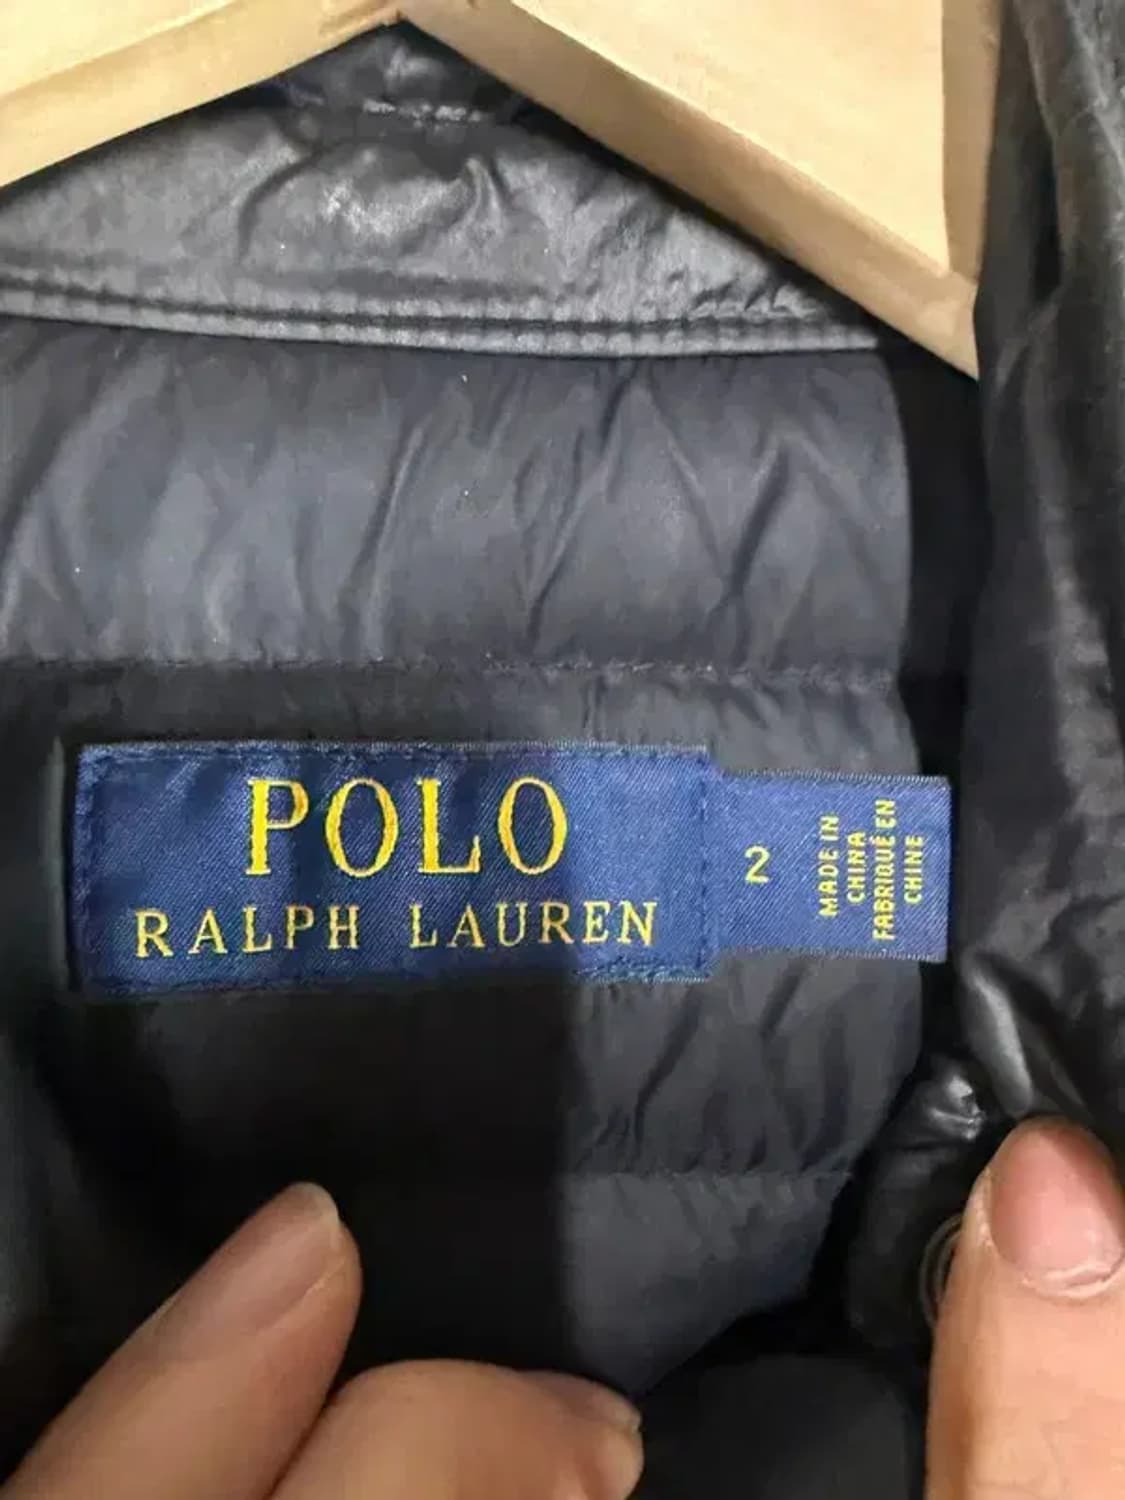 POLO
RALPH LAUREN
2
MADE IN
CHINA
FABRIQUÉ EN
CHINE